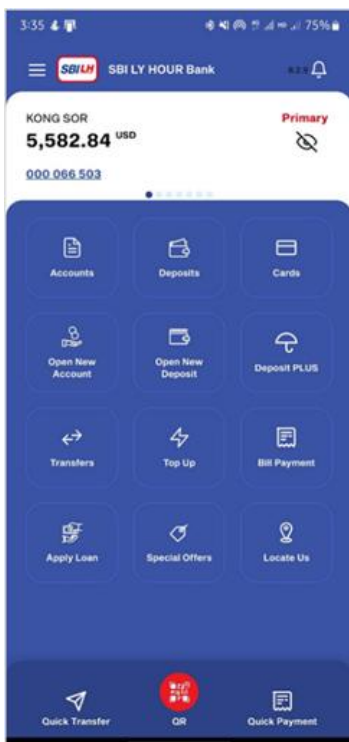 3:35 75%
SBI LH SBI LY HOUR Bank
KONG SOR Primary
5,582.84 USD
000 066 503
Accounts Deposits Cards
Open New Account Open New Deposit Deposit PLUS
Transfers Top Up Bill Payment
Apply Loan Special Offers Locate Us
Quick Transfer QR Quick Payment